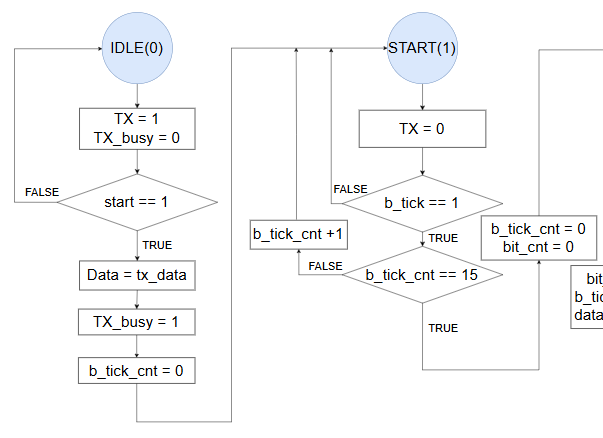 IDLE(0)
TX = 1
TX_busy = 0
FALSE
start == 1
TRUE
Data = tx_data
TX_busy = 1
b_tick_cnt = 0
START(1)
TX = 0
FALSE
b_tick == 1
TRUE
b_tick_cnt +1
FALSE
b_tick_cnt == 15
TRUE
b_tick_cnt = 0
bit_cnt = 0
bit_
b_tic
data